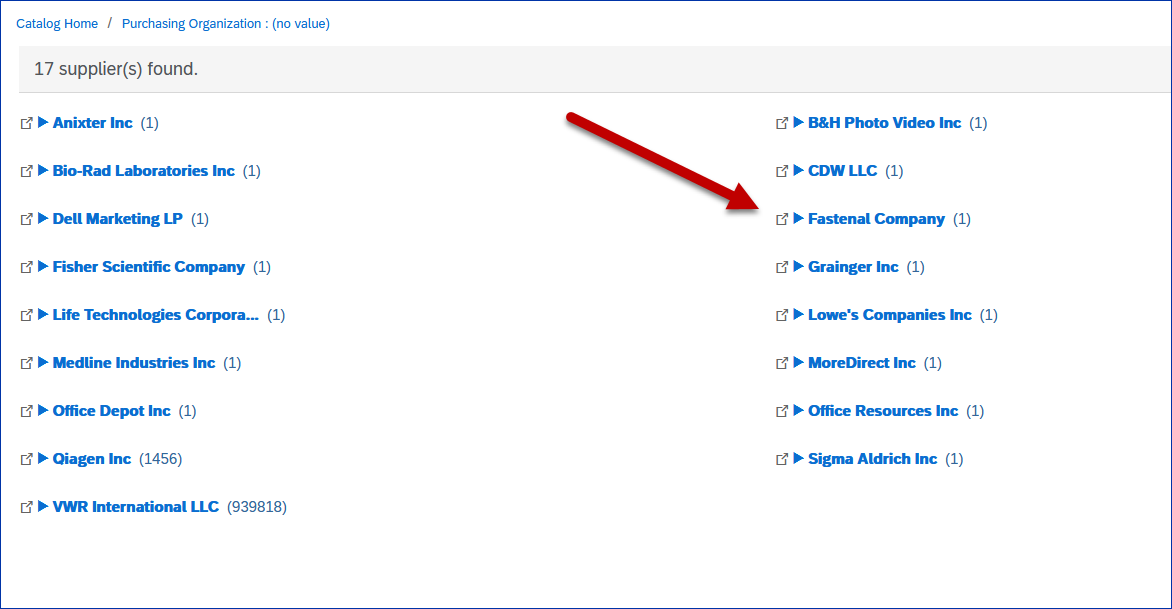 Catalog Home / Purchasing Organization : (no value)
17 supplier(s) found.
Anixter Inc (1)
B&H Photo Video Inc (1)
Bio-Rad Laboratories Inc (1)
CDW LLC (1)
Dell Marketing LP (1)
Fastenal Company (1)
Fisher Scientific Company (1)
Grainger Inc (1)
Life Technologies Corpora... (1)
Lowe's Companies Inc (1)
Medline Industries Inc (1)
MoreDirect Inc (1)
Office Depot Inc (1)
Office Resources Inc (1)
Qiagen Inc (1456)
Sigma Aldrich Inc (1)
VWR International LLC (939818)